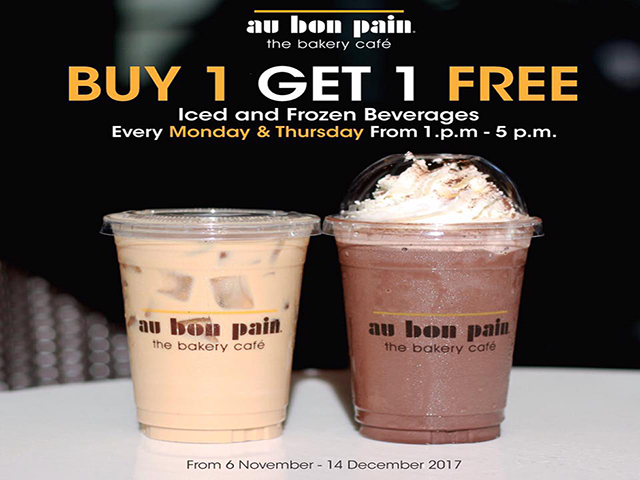 au bon pain.
the bakery café
BUY 1 GET 1 FREE
Iced and Frozen Beverages
Every Monday & Thursday From 1.p.m - 5 p.m.
au bon pain.
the bakery café
au bon pain.
the bakery café
From 6 November - 14 December 2017